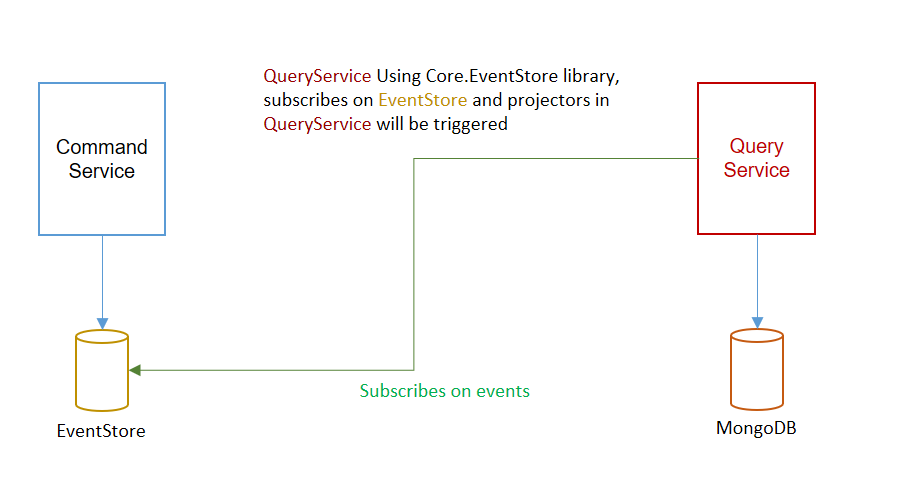 QueryService Using Core.EventStore library,
subscribes on EventStore and projectors in
QueryService will be triggered
Command
Service
Query
Service
Subscribes on events
EventStore
MongoDB